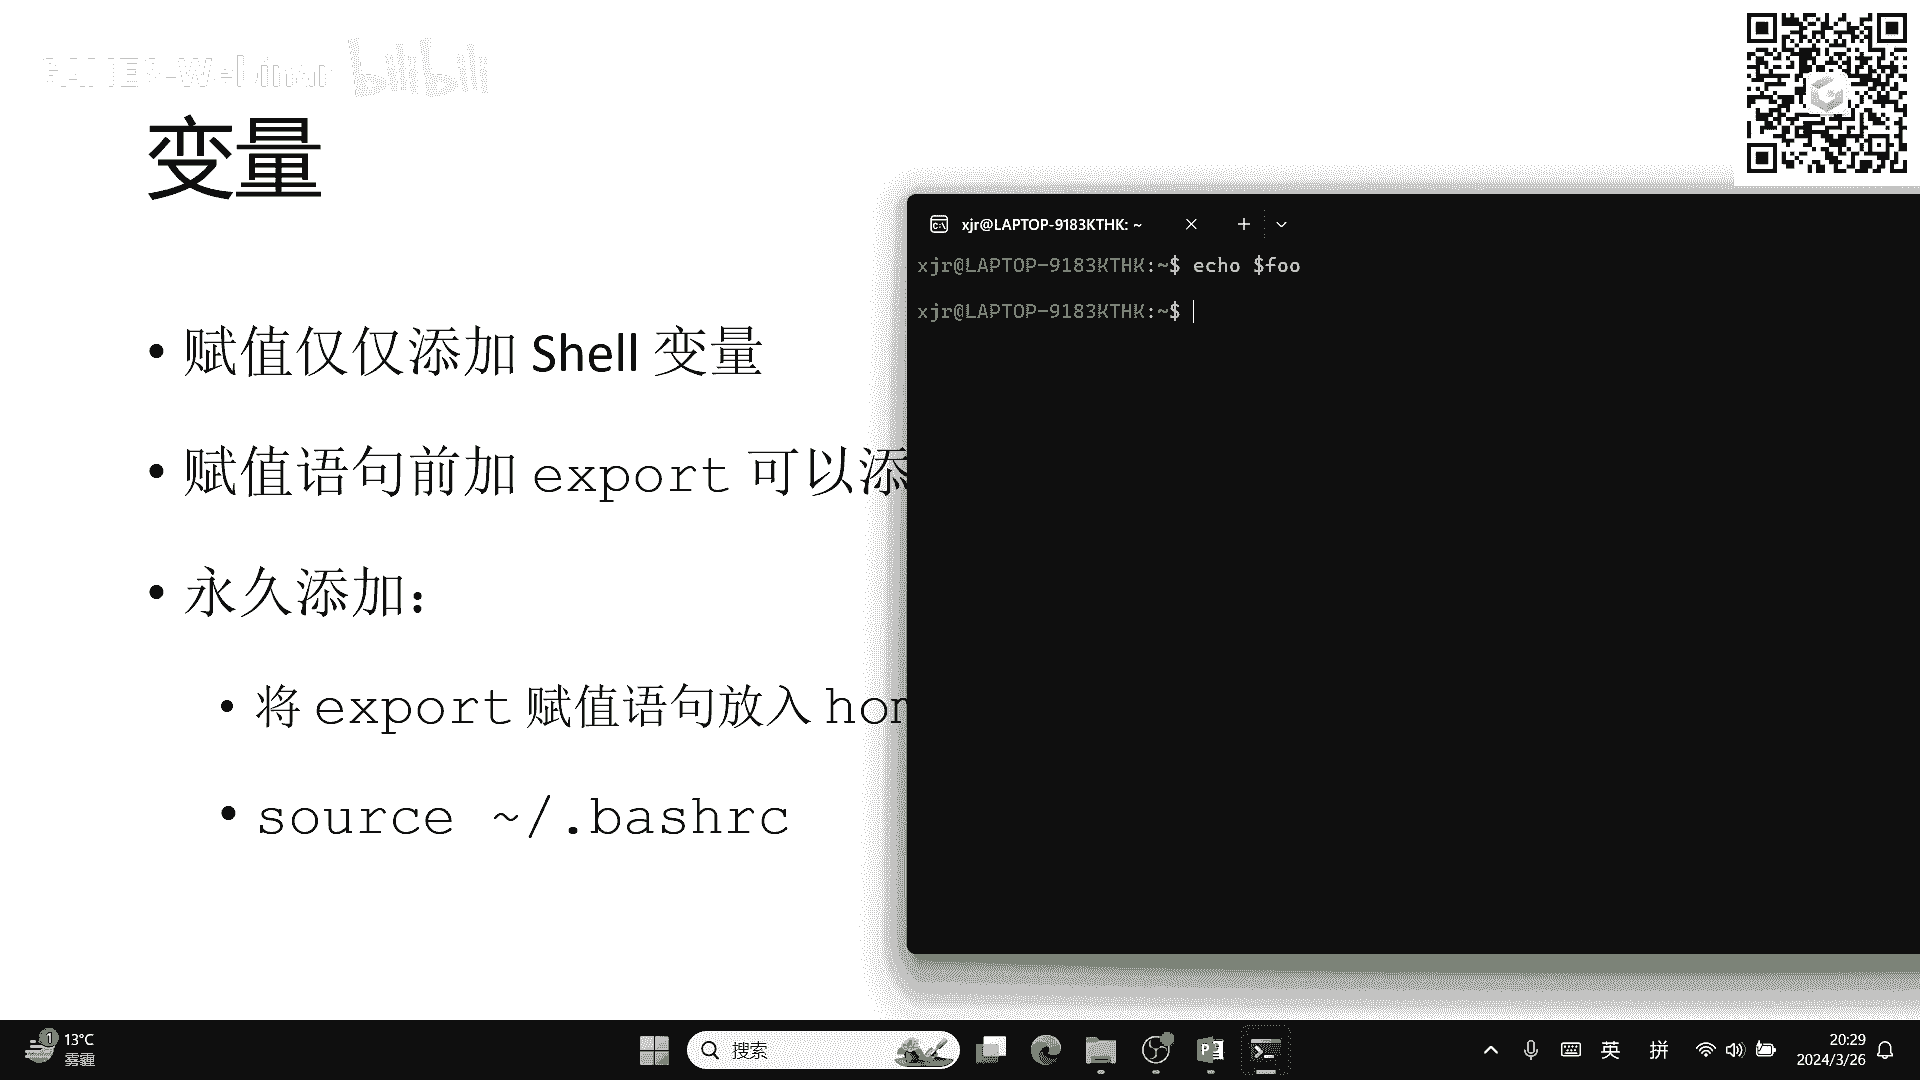 GAMES-Webinar bilibili
变量
• 赋值仅仅添加 Shell 变量
• 赋值语句前加 export 可以添
• 永久添加：
• 将 export 赋值语句放入 hom
• source ~/.bashrc
xjr@LAPTOP-9183KTHK: ~
xjr@LAPTOP-9183KTHK:~$ echo $foo
xjr@LAPTOP-9183KTHK:~$
1
13°C
雾霾
搜索
英
拼
20:29
2024/3/26